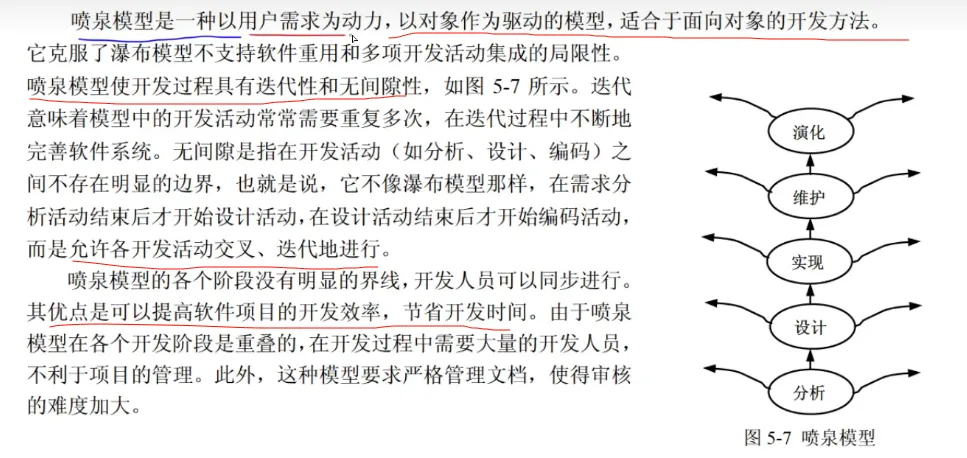 喷泉模型是一种以用户需求为动力，以对象作为驱动的模型，适合于面向对象的开发方法。
它克服了瀑布模型不支持软件重用和多项开发活动集成的局限性。
喷泉模型使开发过程具有迭代性和无间隙性，如图 5-7 所示。迭代
意味着模型中的开发活动常常需要重复多次，在迭代过程中不断地
完善软件系统。无间隙是指在开发活动（如分析、设计、编码）之
间不存在明显的边界，也就是说，它不像瀑布模型那样，在需求分
析活动结束后才开始设计活动，在设计活动结束后才开始编码活动，
而是允许各开发活动交叉、迭代地进行。
喷泉模型的各个阶段没有明显的界线，开发人员可以同步进行。
其优点是可以提高软件项目的开发效率，节省开发时间。由于喷泉
模型在各个开发阶段是重叠的，在开发过程中需要大量的开发人员，
不利于项目的管理。此外，这种模型要求严格管理文档，使得审核
的难度加大。
演化
维护
实现
设计
分析
图 5-7 喷泉模型